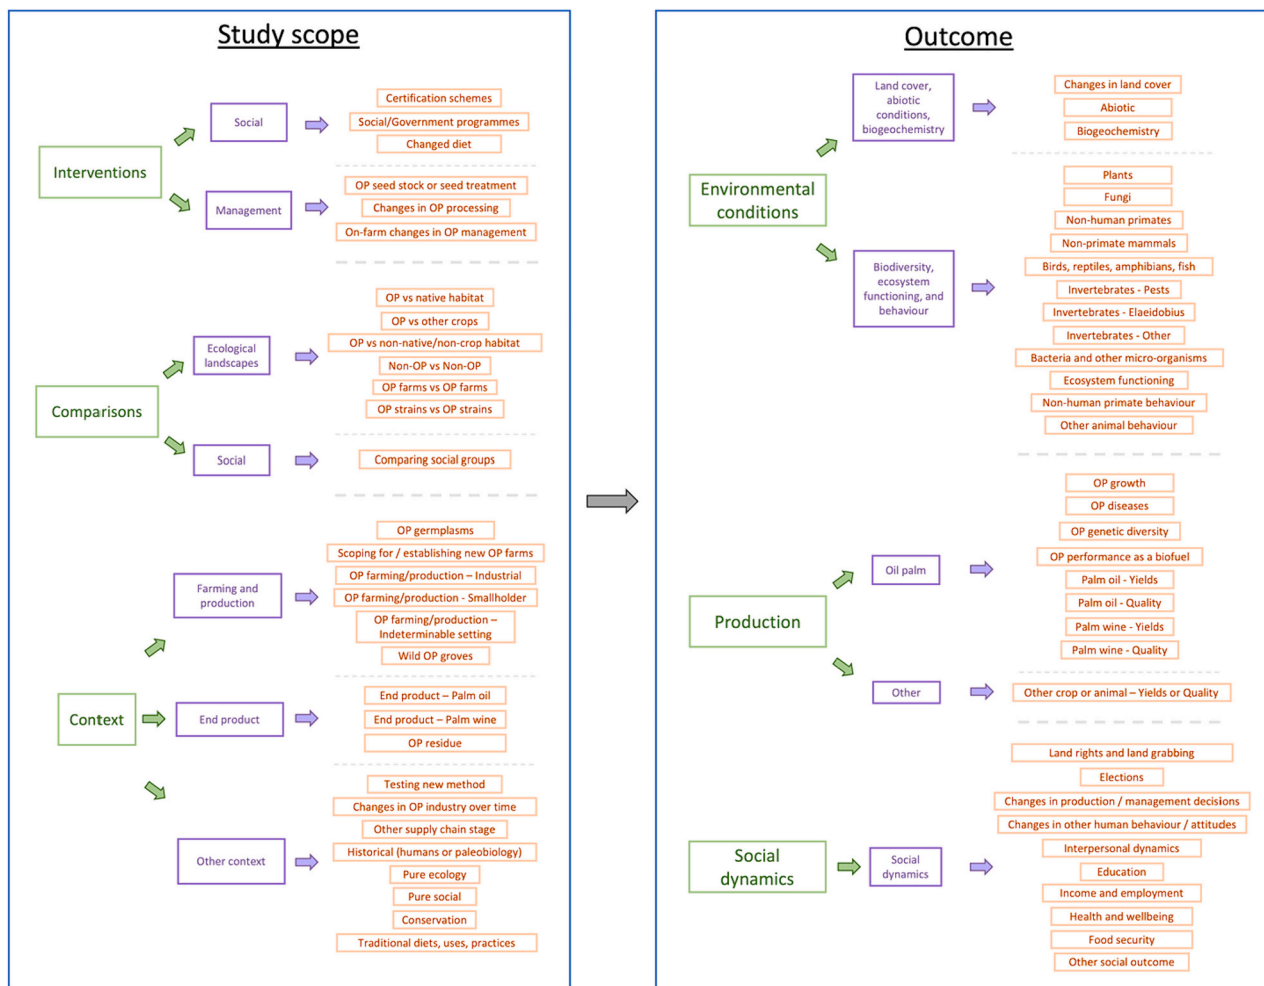 Study scope
Interventions
Social
Certification schemes
Social/Government programmes
Changed diet
Management
OP seed stock or seed treatment
Changes in OP processing
On-farm changes in OP management
Comparisons
Ecological
landscapes
OP vs native habitat
OP vs other crops
OP vs non-native/non-crop habitat
Non-OP vs Non-OP
OP farms vs OP farms
OP strains vs OP strains
Social
Comparing social groups
Context
Farming and
production
OP germplasms
Scoping for / establishing new OP farms
OP farming/production – Industrial
OP farming/production - Smallholder
OP farming/production –
Indeterminable setting
Wild OP groves
End product
End product – Palm oil
End product – Palm wine
OP residue
Other context
Testing new method
Changes in OP industry over time
Other supply chain stage
Historical (humans or paleobiology)
Pure ecology
Pure social
Conservation
Traditional diets, uses, practices
Outcome
Environmental
conditions
Land cover,
abiotic
conditions,
biogeochemistry
Changes in land cover
Abiotic
Biogeochemistry
Biodiversity,
ecosystem
functioning, and
behaviour
Plants
Fungi
Non-human primates
Non-primate mammals
Birds, reptiles, amphibians, fish
Invertebrates - Pests
Invertebrates - Elaeidobius
Invertebrates - Other
Bacteria and other micro-organisms
Ecosystem functioning
Non-human primate behaviour
Other animal behaviour
Production
Oil palm
OP growth
OP diseases
OP genetic diversity
OP performance as a biofuel
Palm oil - Yields
Palm oil - Quality
Palm wine - Yields
Palm wine - Quality
Other
Other crop or animal – Yields or Quality
Social
dynamics
Social
dynamics
Land rights and land grabbing
Elections
Changes in production / management decisions
Changes in other human behaviour / attitudes
Interpersonal dynamics
Education
Income and employment
Health and wellbeing
Food security
Other social outcome